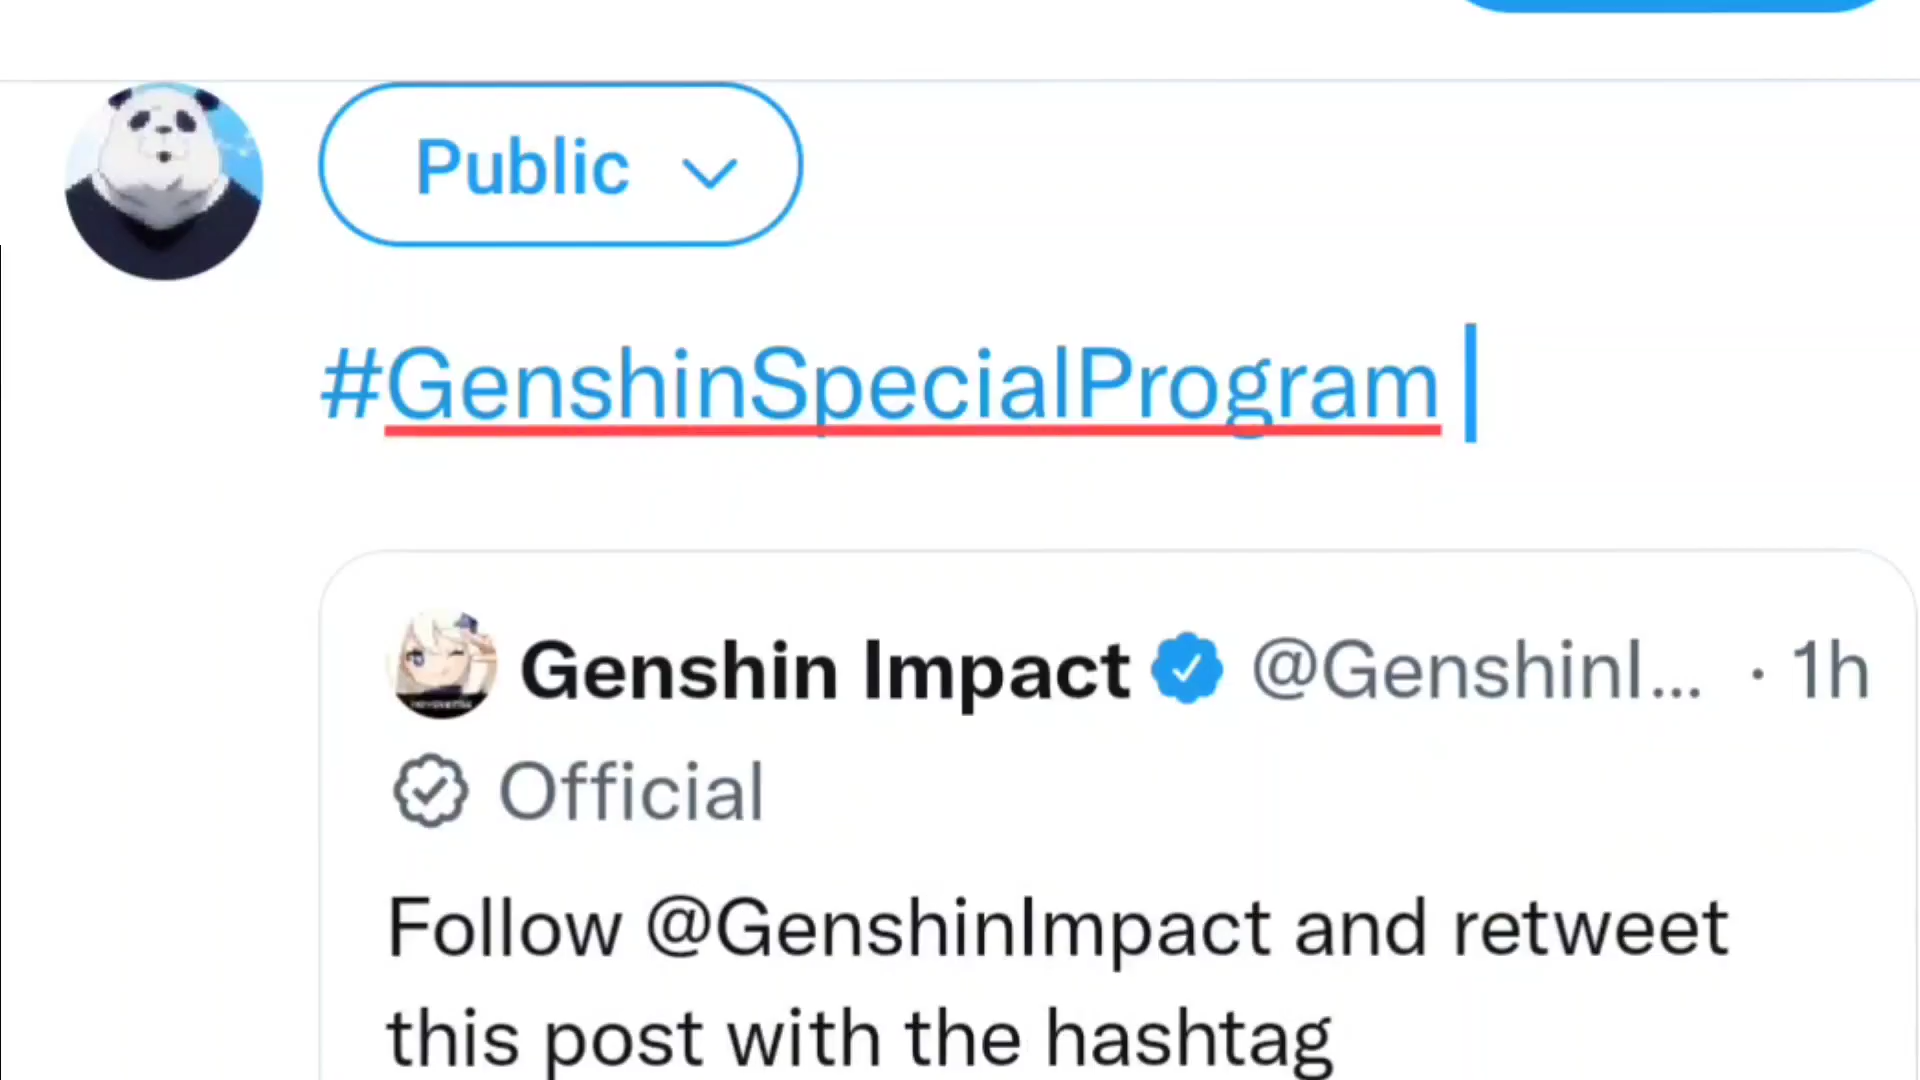 Public
#GenshinSpecialProgram
Genshin Impact @GenshinI... · 1h
Official
Follow @GenshinImpact and retweet
this post with the hashtag